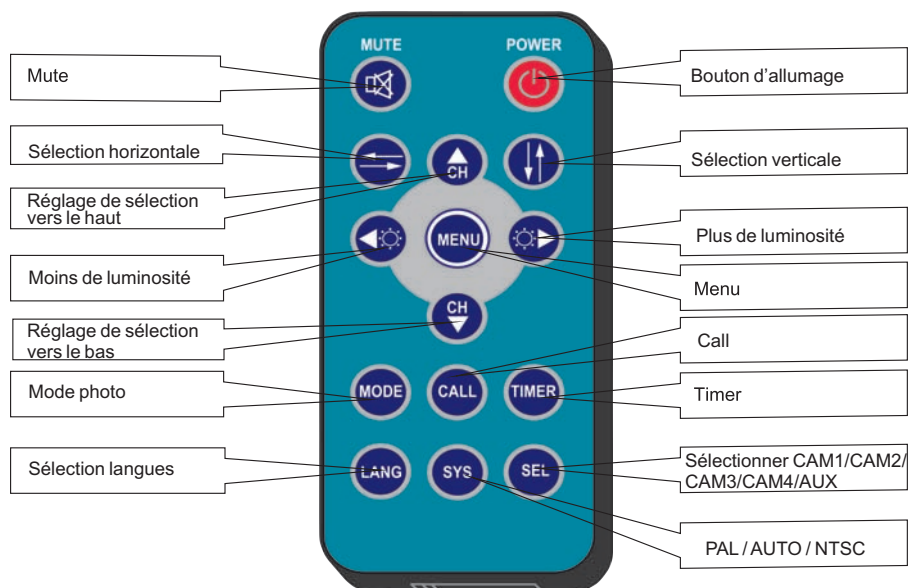 MUTE
POWER
Mute
Bouton d'allumage
Sélection horizontale
CH
Sélection verticale
Réglage de sélection
vers le haut
MENU
Plus de luminosité
Moins de luminosité
Menu
CH
Réglage de sélection
vers le bas
Call
Mode photo
MODE
CALL
TIMER
Timer
Sélection langues
LANG
SYS
SEL
Sélectionner CAM1/CAM2/
CAM3/CAM4/AUX
PAL / AUTO / NTSC